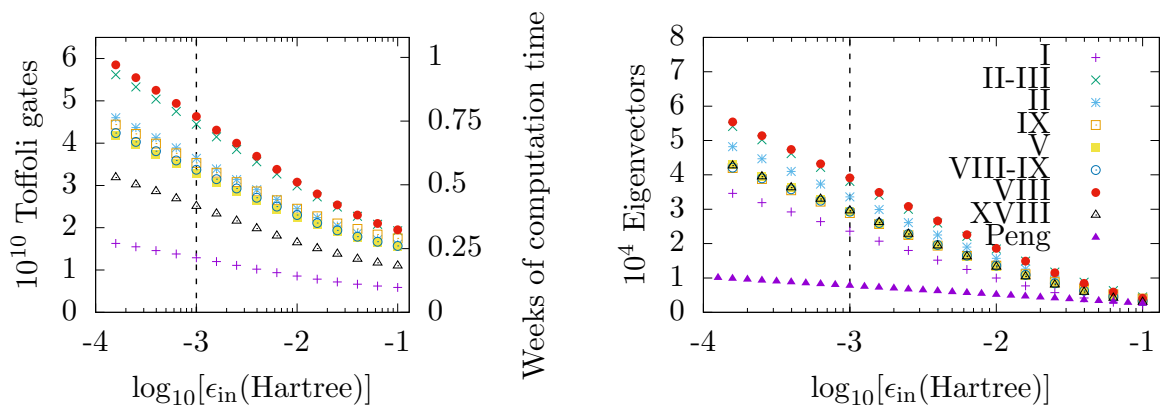 10^10 Toffoli gates
6
5
4
3
2
1
0
-4
-3
-2
-1
log10[ϵin(Hartree)]
1
0.75
0.5
0.25
0
Weeks of computation time
10^4 Eigenvectors
8
7
6
5
4
3
2
1
0
-4
-3
-2
-1
log10[ϵin(Hartree)]
I
II-III
II
IX
V
VIII-IX
VIII
XVIII
Peng